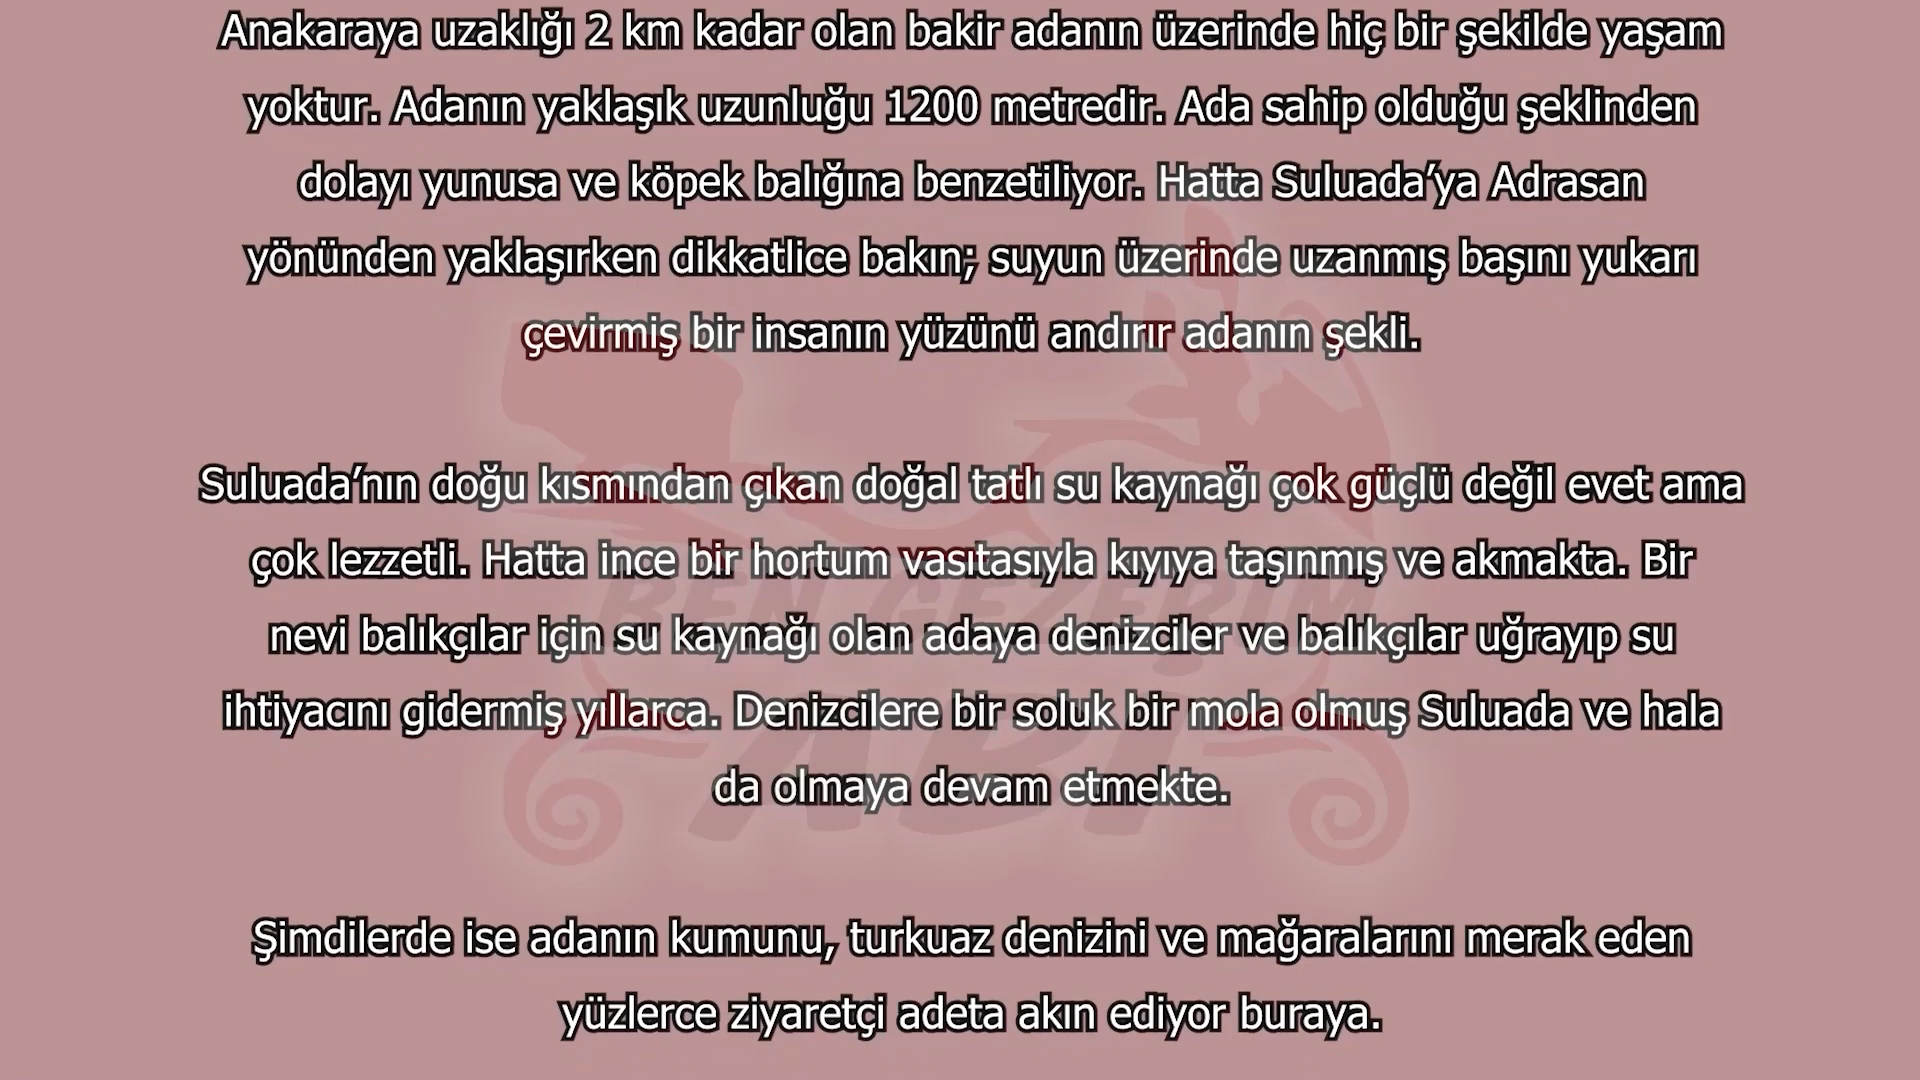 Anakaraya uzaklığı 2 km kadar olan bakir adanın üzerinde hiç bir şekilde yaşam
yoktur. Adanın yaklaşık uzunluğu 1200 metredir. Ada sahip olduğu şeklinden
dolayı yunusa ve köpek balığına benzetiliyor. Hatta Suluada’ya Adrasan
yönünden yaklaşırken dikkatlice bakın; suyun üzerinde uzanmış başını yukarı
çevirmiş bir insanın yüzünü andırır adanın şekli.
Suluada’nın doğu kısmından çıkan doğal tatlı su kaynağı çok güçlü değil evet ama
çok lezzetli. Hatta ince bir hortum vasıtasıyla kıyıya taşınmış ve akmakta. Bir
nevi balıkçılar için su kaynağı olan adaya denizciler ve balıkçılar uğrayıp su
ihtiyacını gidermiş yıllarca. Denizcilere bir soluk bir mola olmuş Suluada ve hala
da olmaya devam etmekte.
Şimdilerde ise adanın kumunu, turkuaz denizini ve mağaralarını merak eden
yüzlerce ziyaretçi adeta akın ediyor buraya.
BEN GEZERİM
ABİ